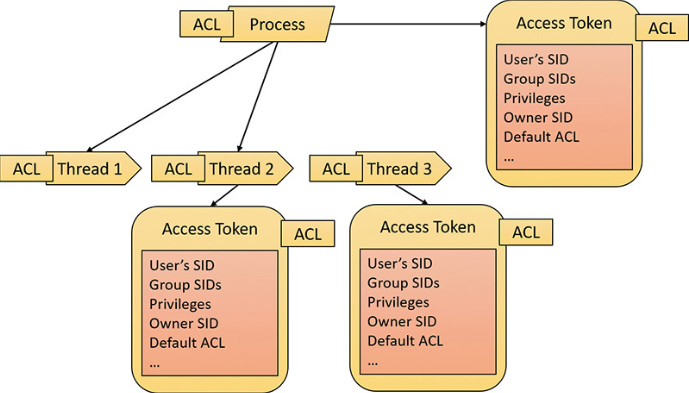 ACL
Process
Access Token
ACL
User's SID
Group SIDs
Privileges
Owner SID
Default ACL
...
ACL
Thread 1
ACL
Thread 2
ACL
Thread 3
Access Token
ACL
User's SID
Group SIDs
Privileges
Owner SID
Default ACL
...
Access Token
ACL
User's SID
Group SIDs
Privileges
Owner SID
Default ACL
...